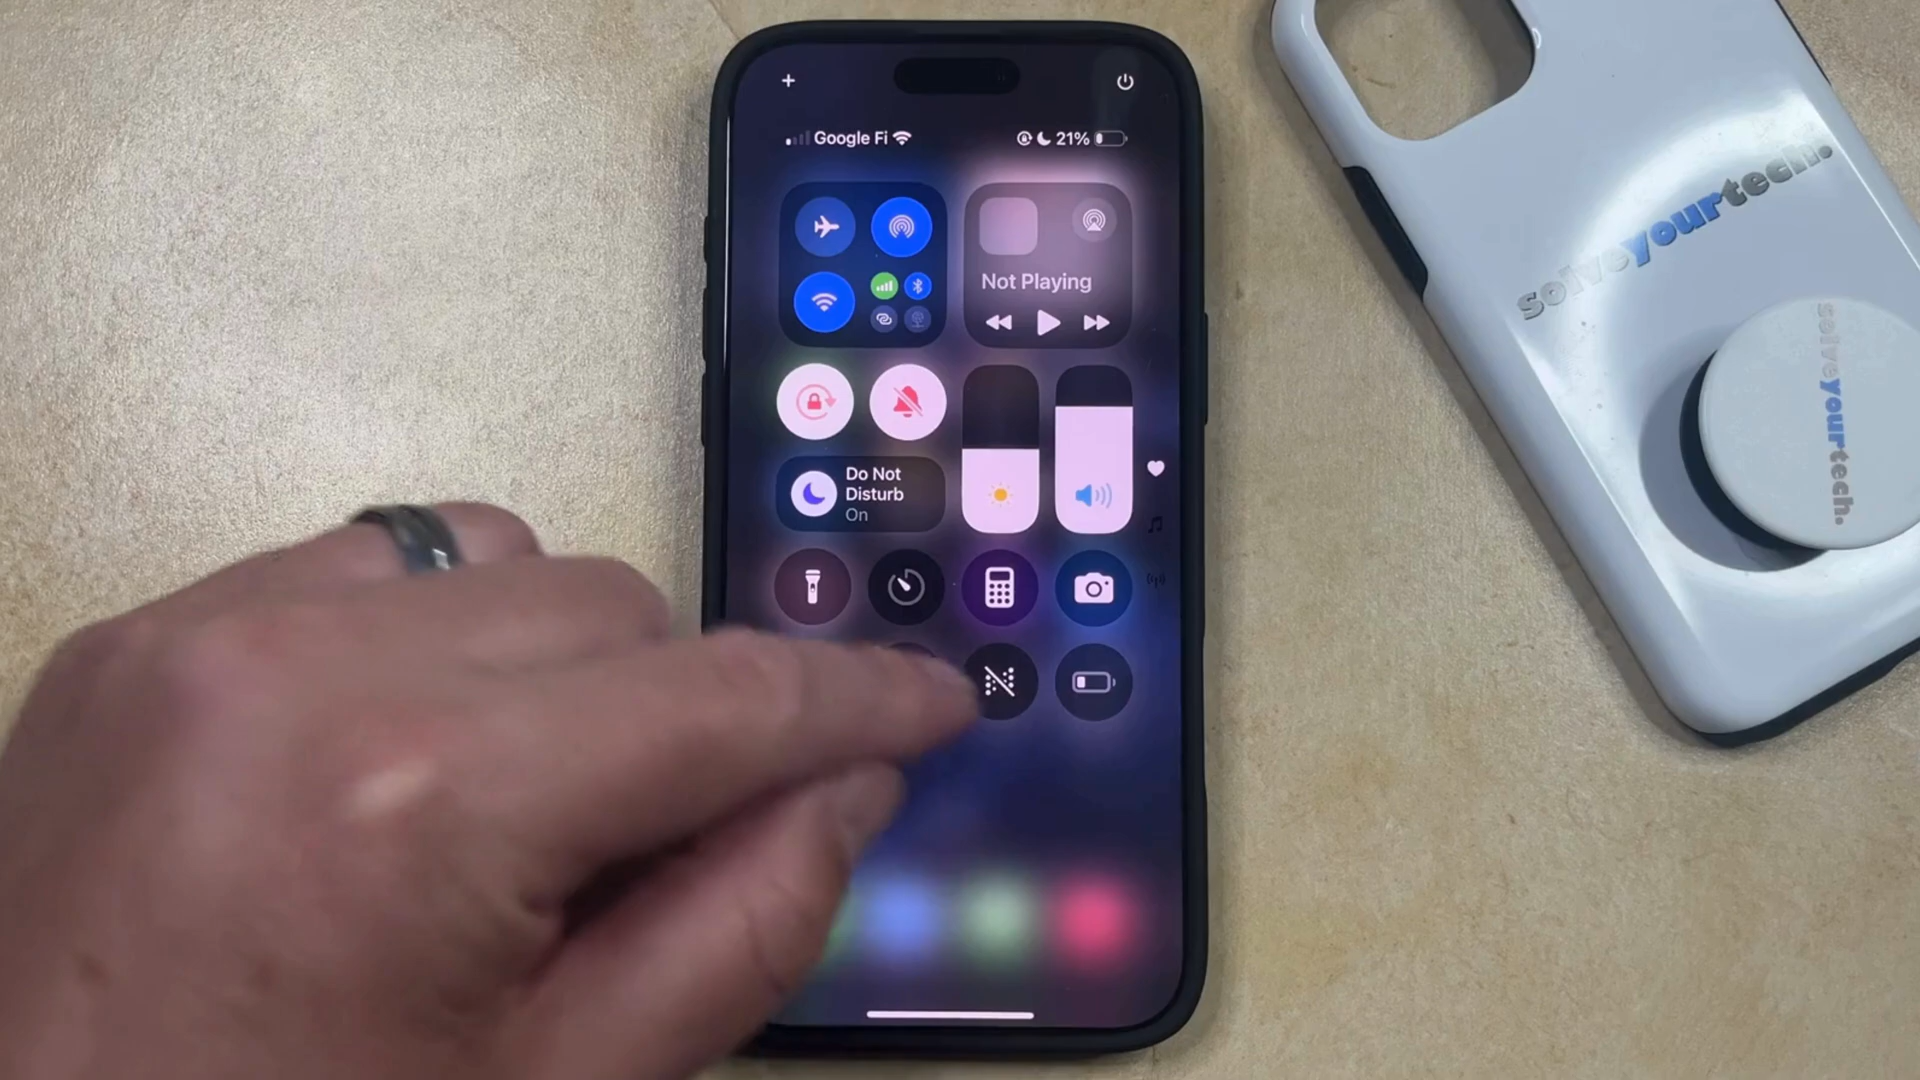 Google Fi 21%
Not Playing
Do Not
Disturb
On
solveyourtech.
solveyourtech.